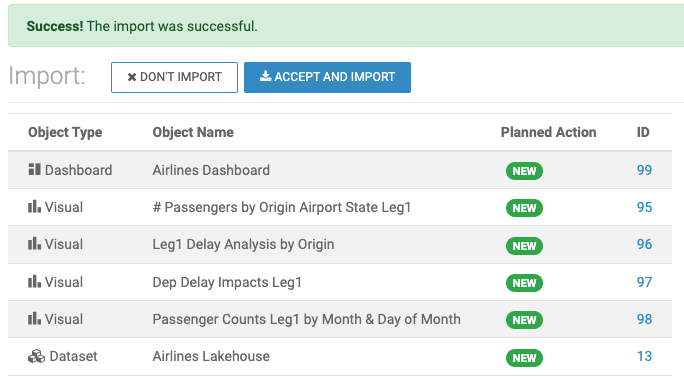 Success! The import was successful.
Import: DON'T IMPORT ACCEPT AND IMPORT
Object Type Object Name Planned Action ID
Dashboard Airlines Dashboard NEW 99
Visual # Passengers by Origin Airport State Leg1 NEW 95
Visual Leg1 Delay Analysis by Origin NEW 96
Visual Dep Delay Impacts Leg1 NEW 97
Visual Passenger Counts Leg1 by Month & Day of Month NEW 98
Dataset Airlines Lakehouse NEW 13